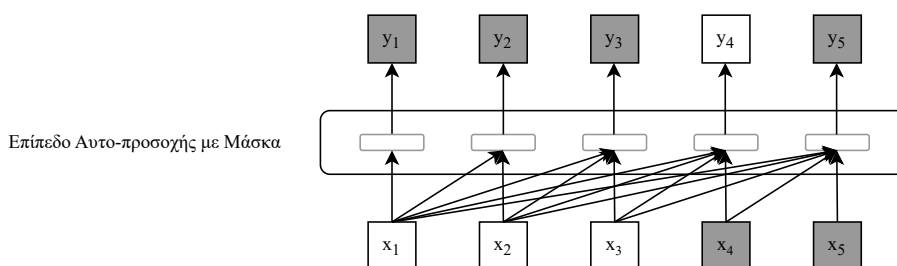 y₁ y₂ y₃ y₄ y₅
Επίπεδο Αυτο-προσοχής με Μάσκα
x₁ x₂ x₃ x₄ x₅